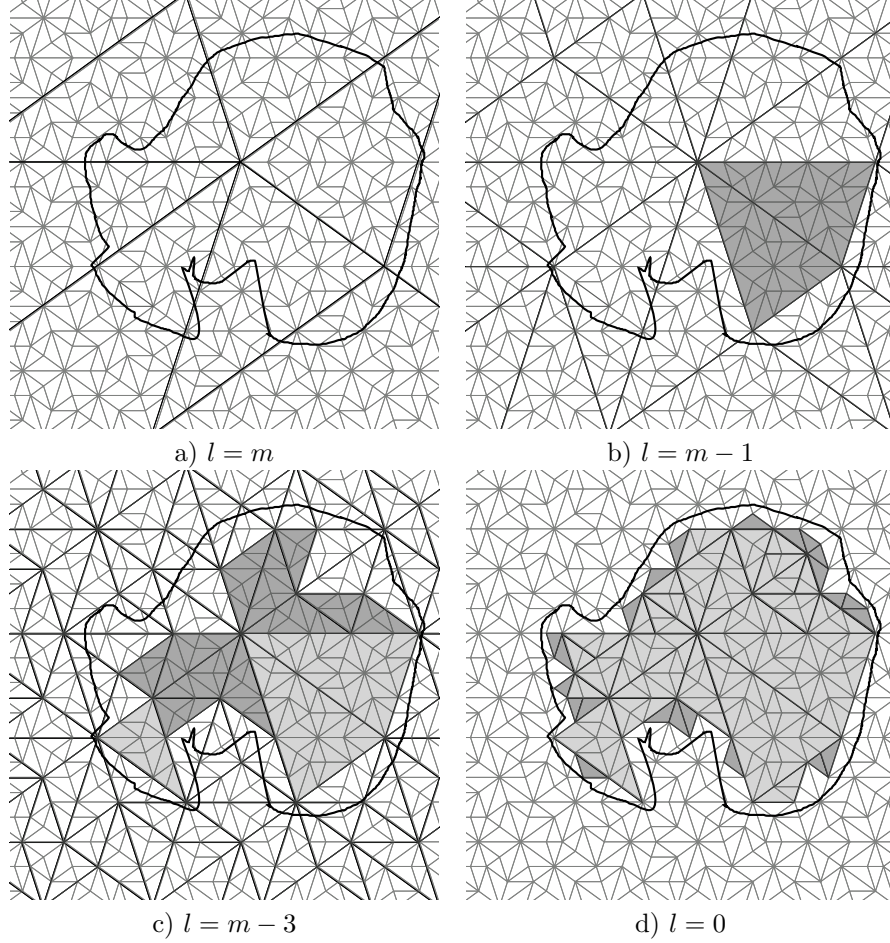 a) l = m
b) l = m − 1
c) l = m − 3
d) l = 0